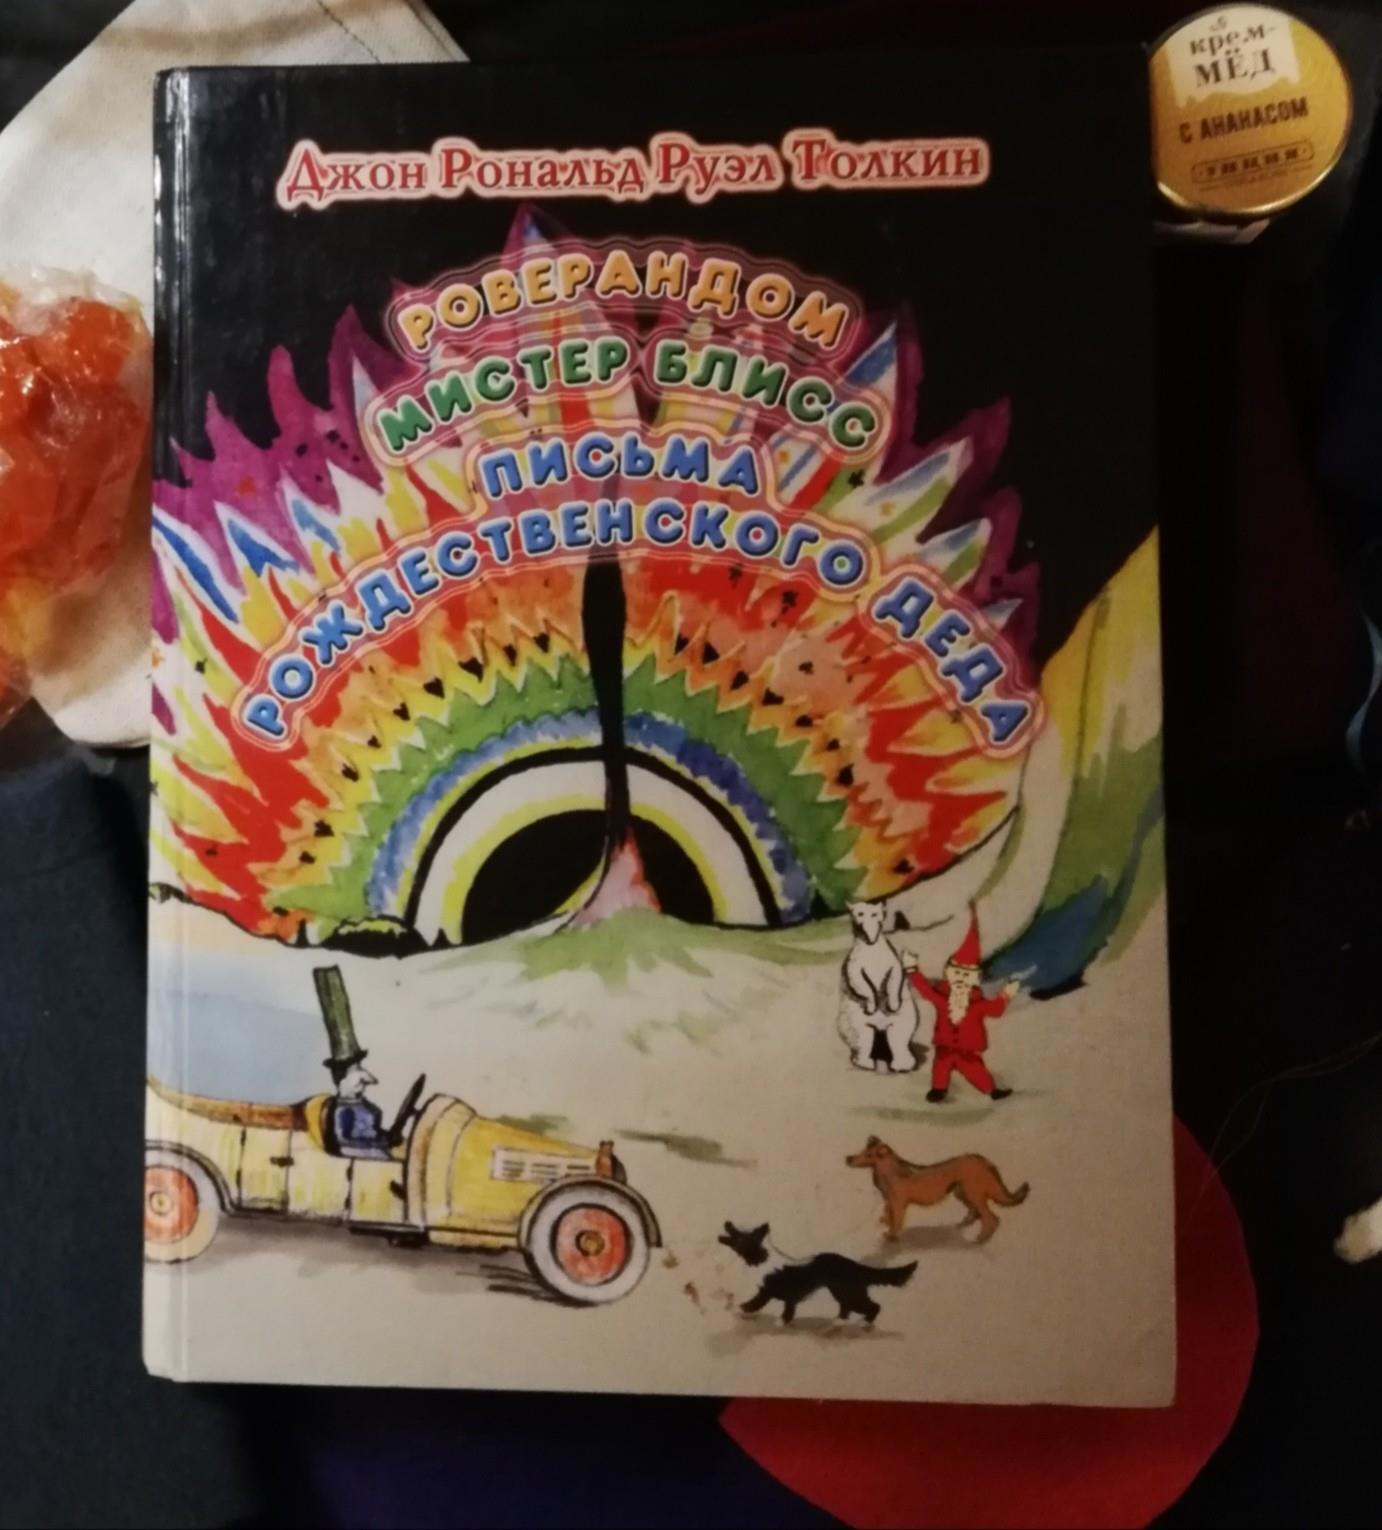 Джон Рональд Руэл Толкин
РОВЕРАНДОМ
МИСТЕР БЛИСС
ПИСЬМА
РОЖДЕСТВЕНСКОГО ДЕДА
крем-
МЁД
С АНАНАСОМ